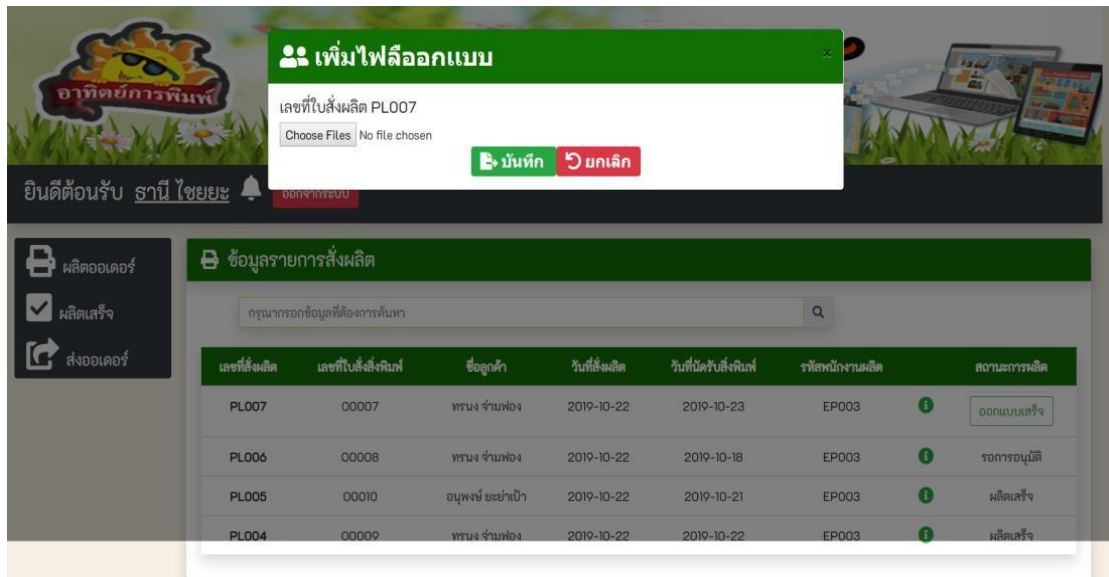 เพิ่มไฟลืออกแบบ ×
เลขที่ใบสั่งผลิต PL007
Choose Files No file chosen
บันทึก ยกเลิก
อาทิตย์การพิมพ์
ยินดีต้อนรับ ธานี ไชยยะ ออกจากระบบ
ผลิตออเดอร์
ผลิตเสร็จ
ส่งออเดอร์
ข้อมูลรายการสั่งผลิต
กรุณากรอกข้อมูลที่ต้องการค้นหา
เลขที่สั่งผลิต เลขที่ใบสั่งสิ่งพิมพ์ ชื่อลูกค้า วันที่สั่งผลิต วันที่นัดรับสิ่งพิมพ์ รหัสพนักงานผลิต สถานะการผลิต
PL007 00007 ทรนง จ่ามฟอง 2019-10-22 2019-10-23 EP003 ออกแบบเสร็จ
PL006 00008 ทรนง จ่ามฟอง 2019-10-22 2019-10-18 EP003 รอการอนุมัติ
PL005 00010 อนุพงษ์ ยะย่าเป้า 2019-10-22 2019-10-21 EP003 ผลิตเสร็จ
PL004 00009 ทรนง จ่ามฟอง 2019-10-22 2019-10-22 EP003 ผลิตเสร็จ